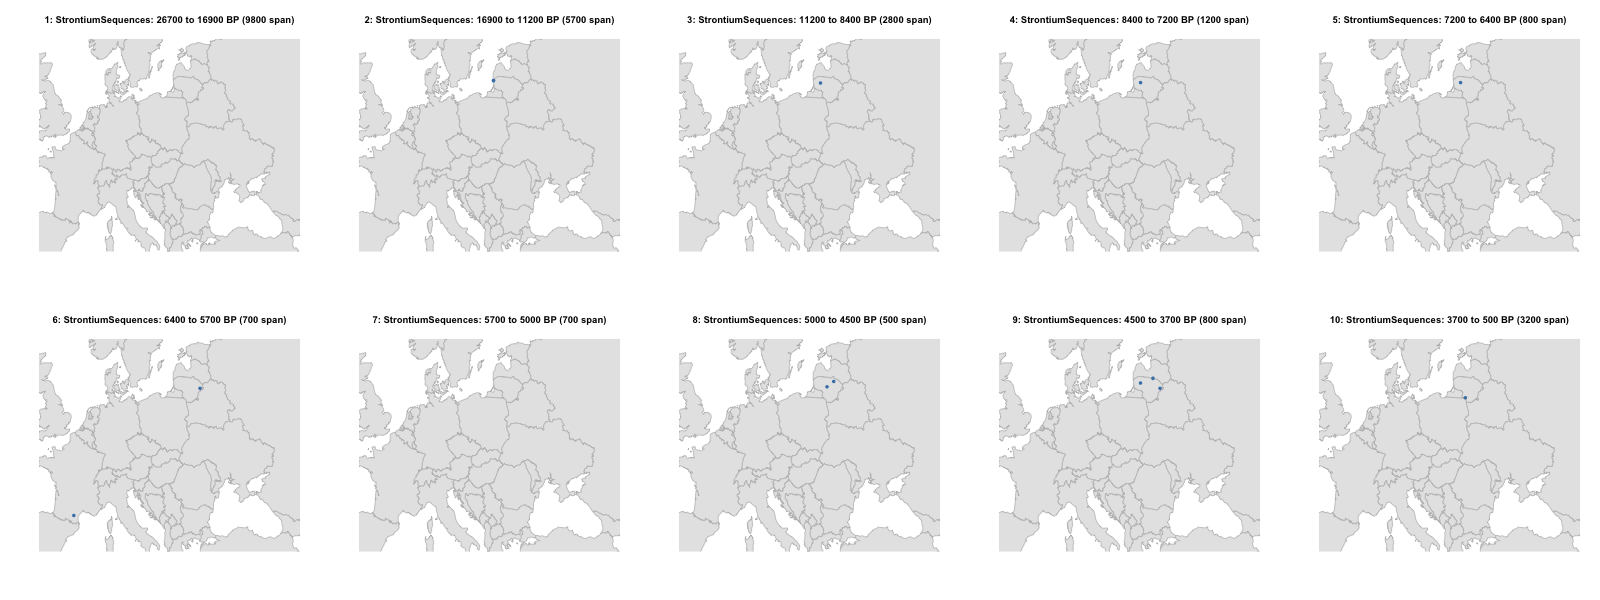 1: StrontiumSequences: 26700 to 16900 BP (9800 span)
2: StrontiumSequences: 16900 to 11200 BP (5700 span)
3: StrontiumSequences: 11200 to 8400 BP (2800 span)
4: StrontiumSequences: 8400 to 7200 BP (1200 span)
5: StrontiumSequences: 7200 to 6400 BP (800 span)
6: StrontiumSequences: 6400 to 5700 BP (700 span)
7: StrontiumSequences: 5700 to 5000 BP (700 span)
8: StrontiumSequences: 5000 to 4500 BP (500 span)
9: StrontiumSequences: 4500 to 3700 BP (800 span)
10: StrontiumSequences: 3700 to 500 BP (3200 span)